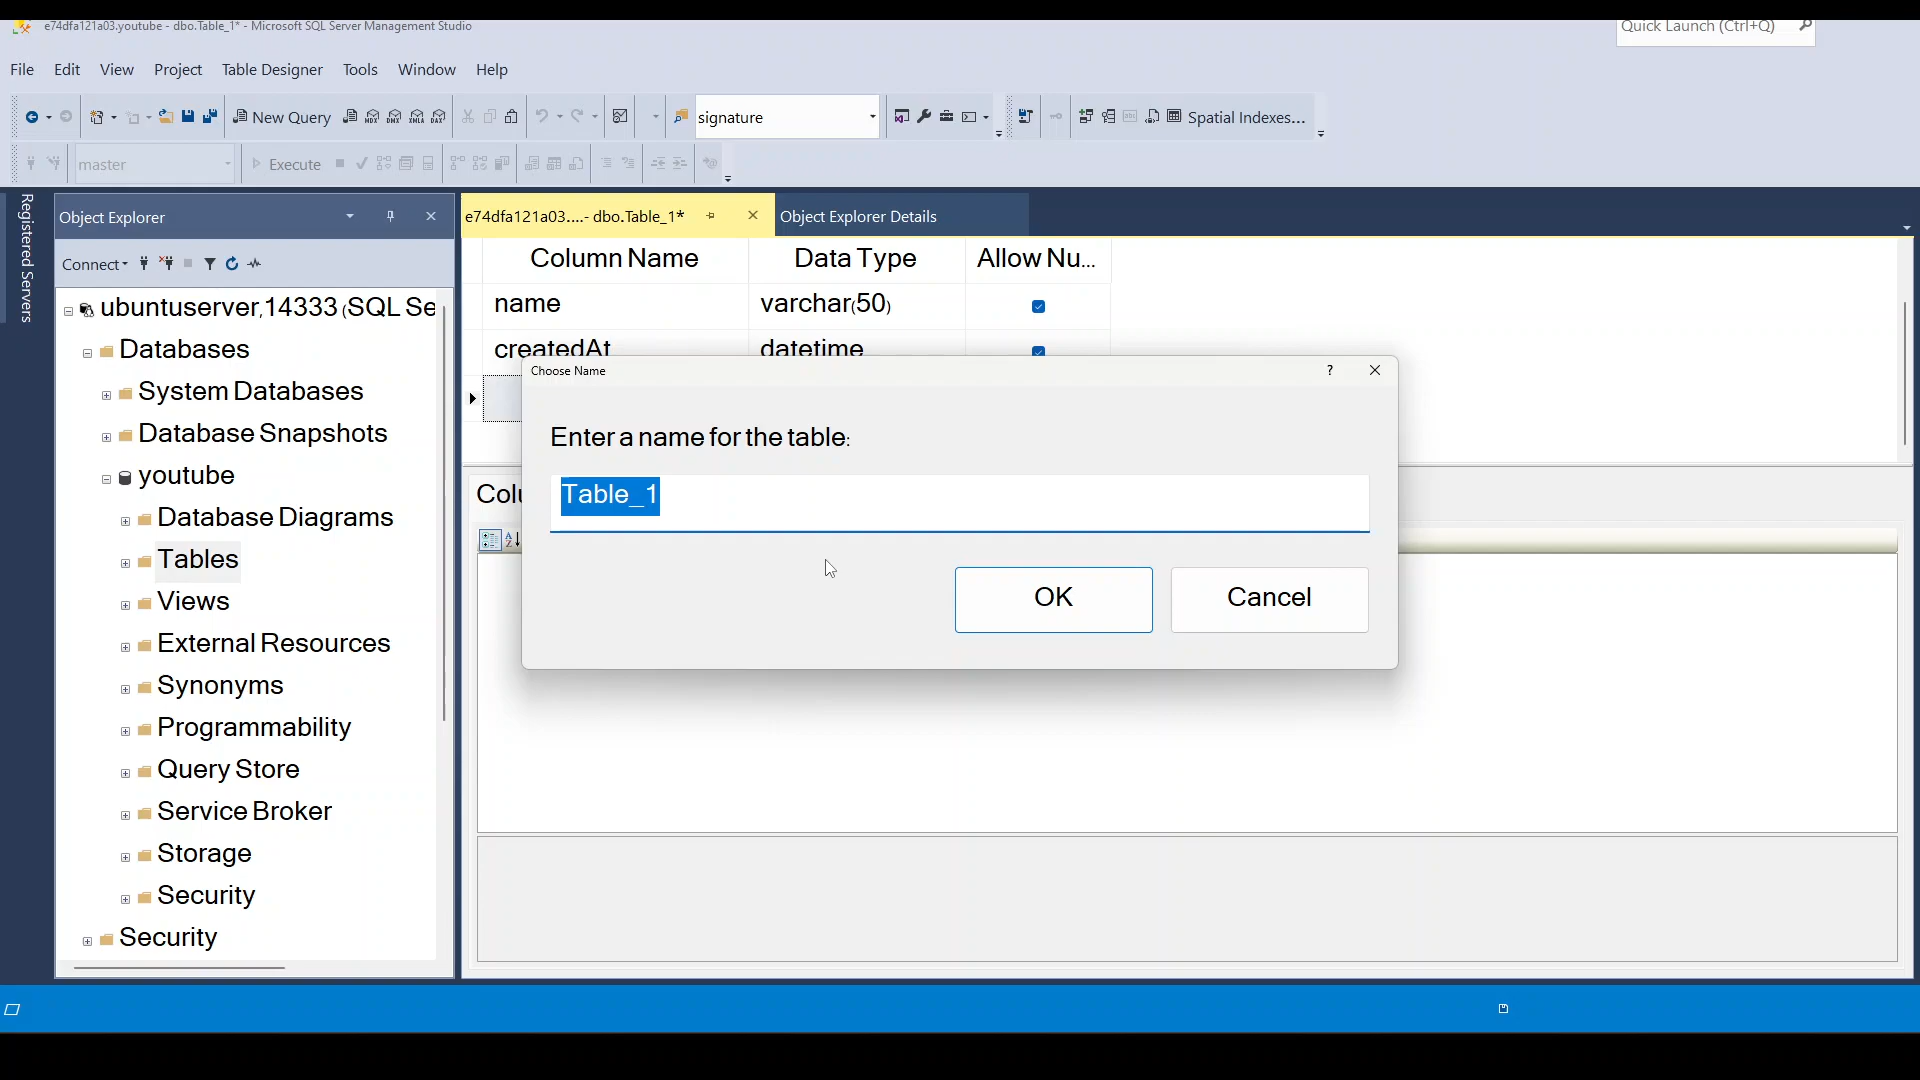 e74dfa121a03.youtube - dbo.Table_1* - Microsoft SQL Server Management Studio
Quick Launch (Ctrl+Q)
File Edit View Project Table Designer Tools Window Help
New Query
MDX
DMX
XMLA
DAX
signature
Spatial Indexes...
master
Execute
Registered Servers
Object Explorer
Connect
ubuntuserver,14333 (SQL Se
Databases
System Databases
Database Snapshots
youtube
Database Diagrams
Tables
Views
External Resources
Synonyms
Programmability
Query Store
Service Broker
Storage
Security
Security
e74dfa121a03....- dbo.Table_1*
Object Explorer Details
Column Name Data Type Allow Nu...
name varchar(50)
createdAt datetime
Colu
Choose Name
?
Enter a name for the table:
Table_1
OK Cancel